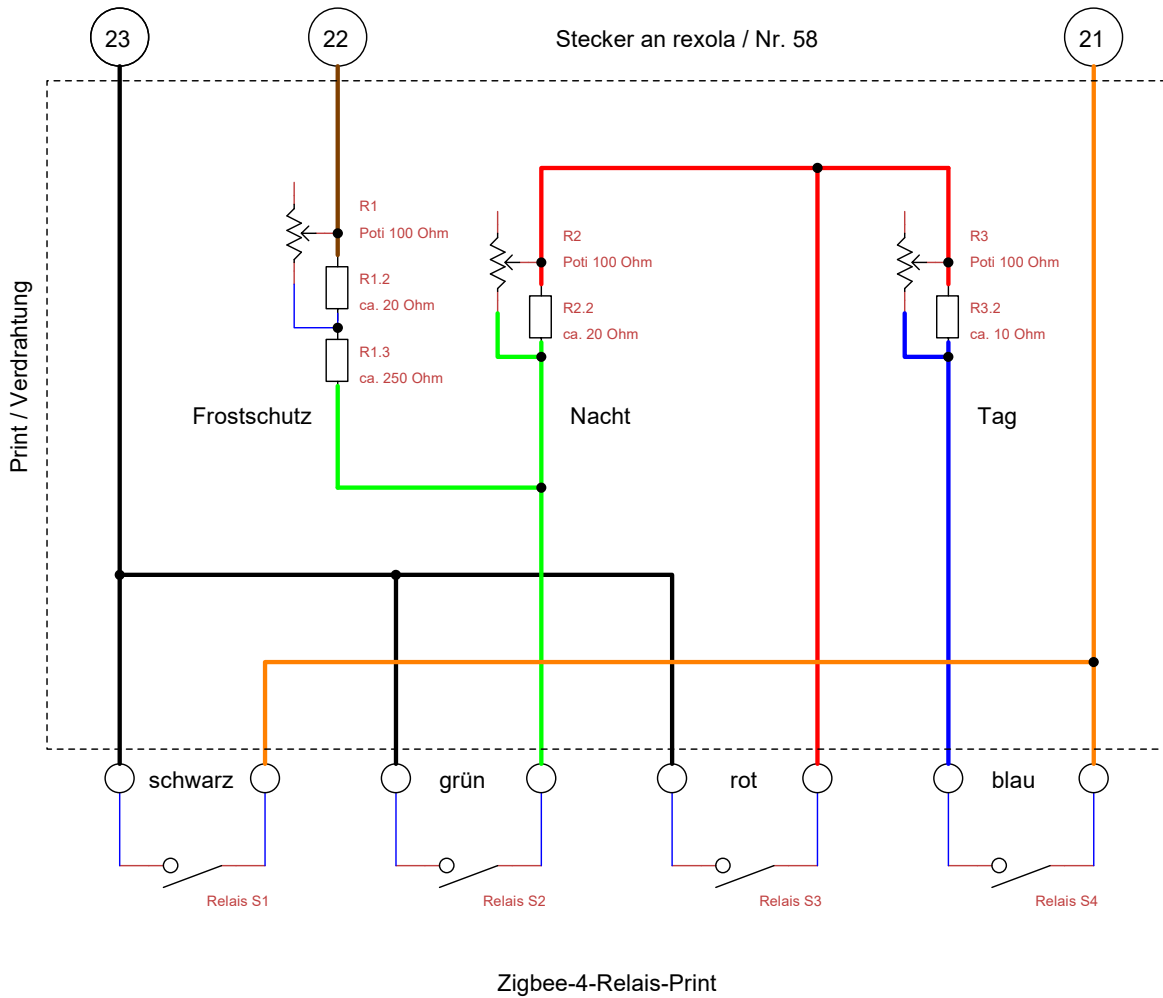 23
22
Stecker an rexola / Nr. 58
21
Print / Verdrahtung
R1
Poti 100 Ohm
R1.2
ca. 20 Ohm
R1.3
ca. 250 Ohm
R2
Poti 100 Ohm
R2.2
ca. 20 Ohm
R3
Poti 100 Ohm
R3.2
ca. 10 Ohm
Frostschutz
Nacht
Tag
schwarz
grün
rot
blau
Relais S1
Relais S2
Relais S3
Relais S4
Zigbee-4-Relais-Print